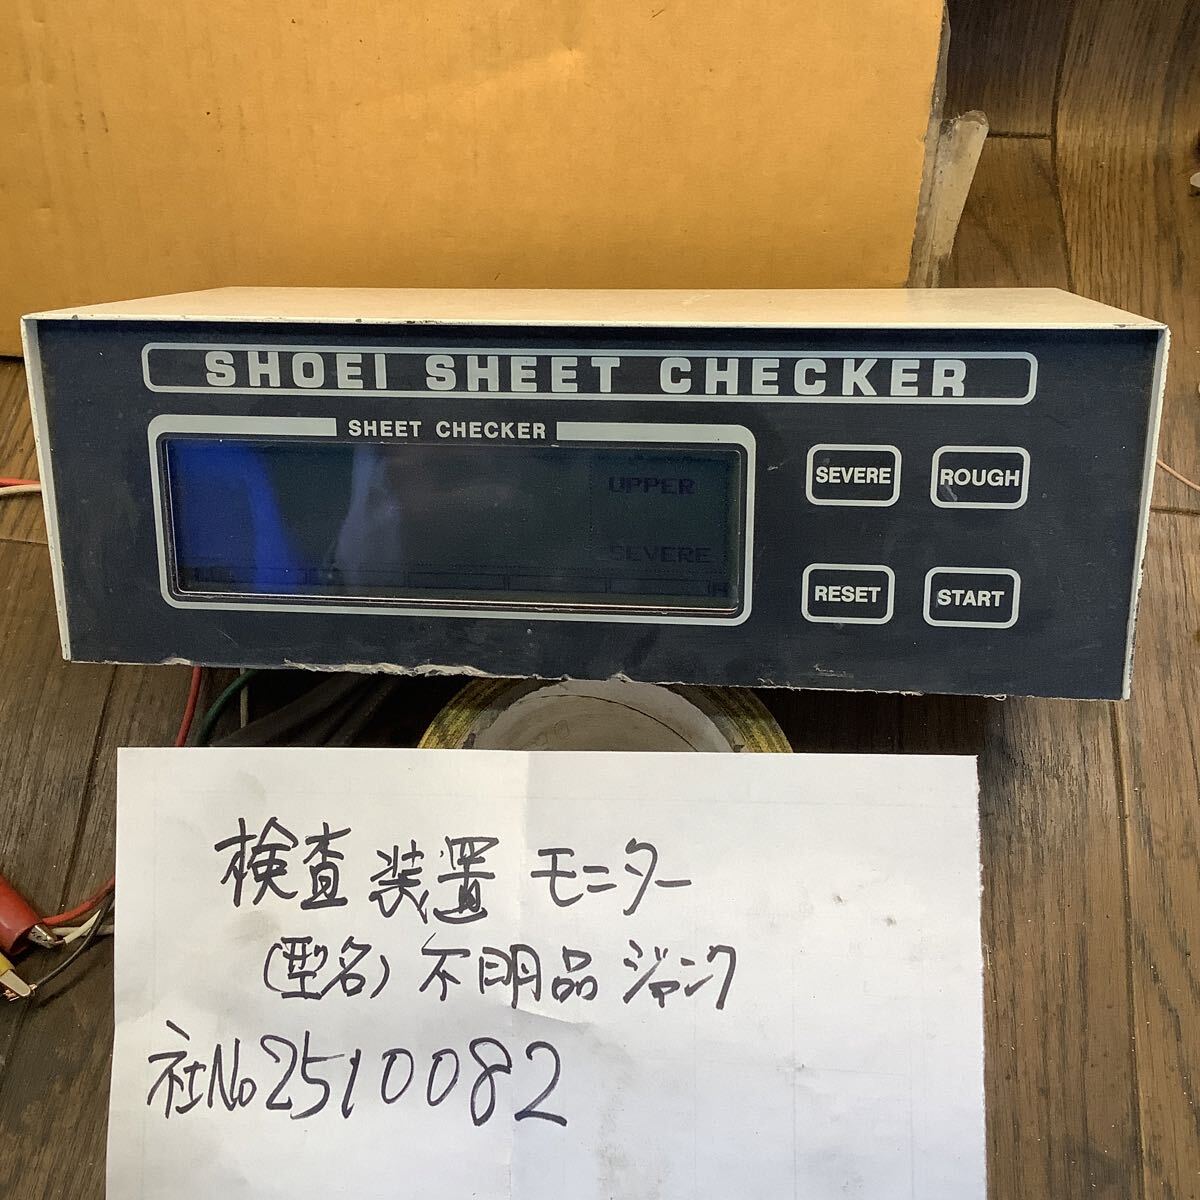 SHOEI SHEET CHECKER
SHEET CHECKER
UPPER
SEVERE
SEVERE
ROUGH
RESET
START
検査装置 モニター
(型名) 不明品 ジャンク
社No2510082